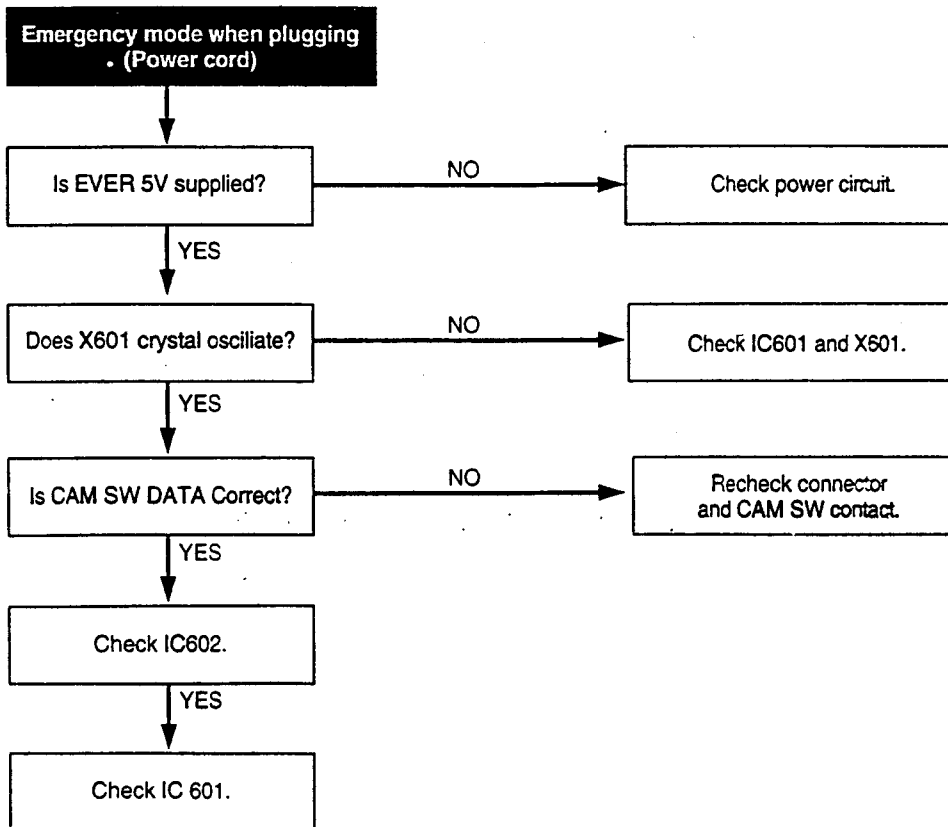 Emergency mode when plugging
. (Power cord)
Is EVER 5V supplied?
NO
Check power circuit.
YES
Does X601 crystal osciliate?
NO
Check IC601 and X601.
YES
Is CAM SW DATA Correct?
NO
Recheck connector
and CAM SW contact.
YES
Check IC602.
YES
Check IC 601.